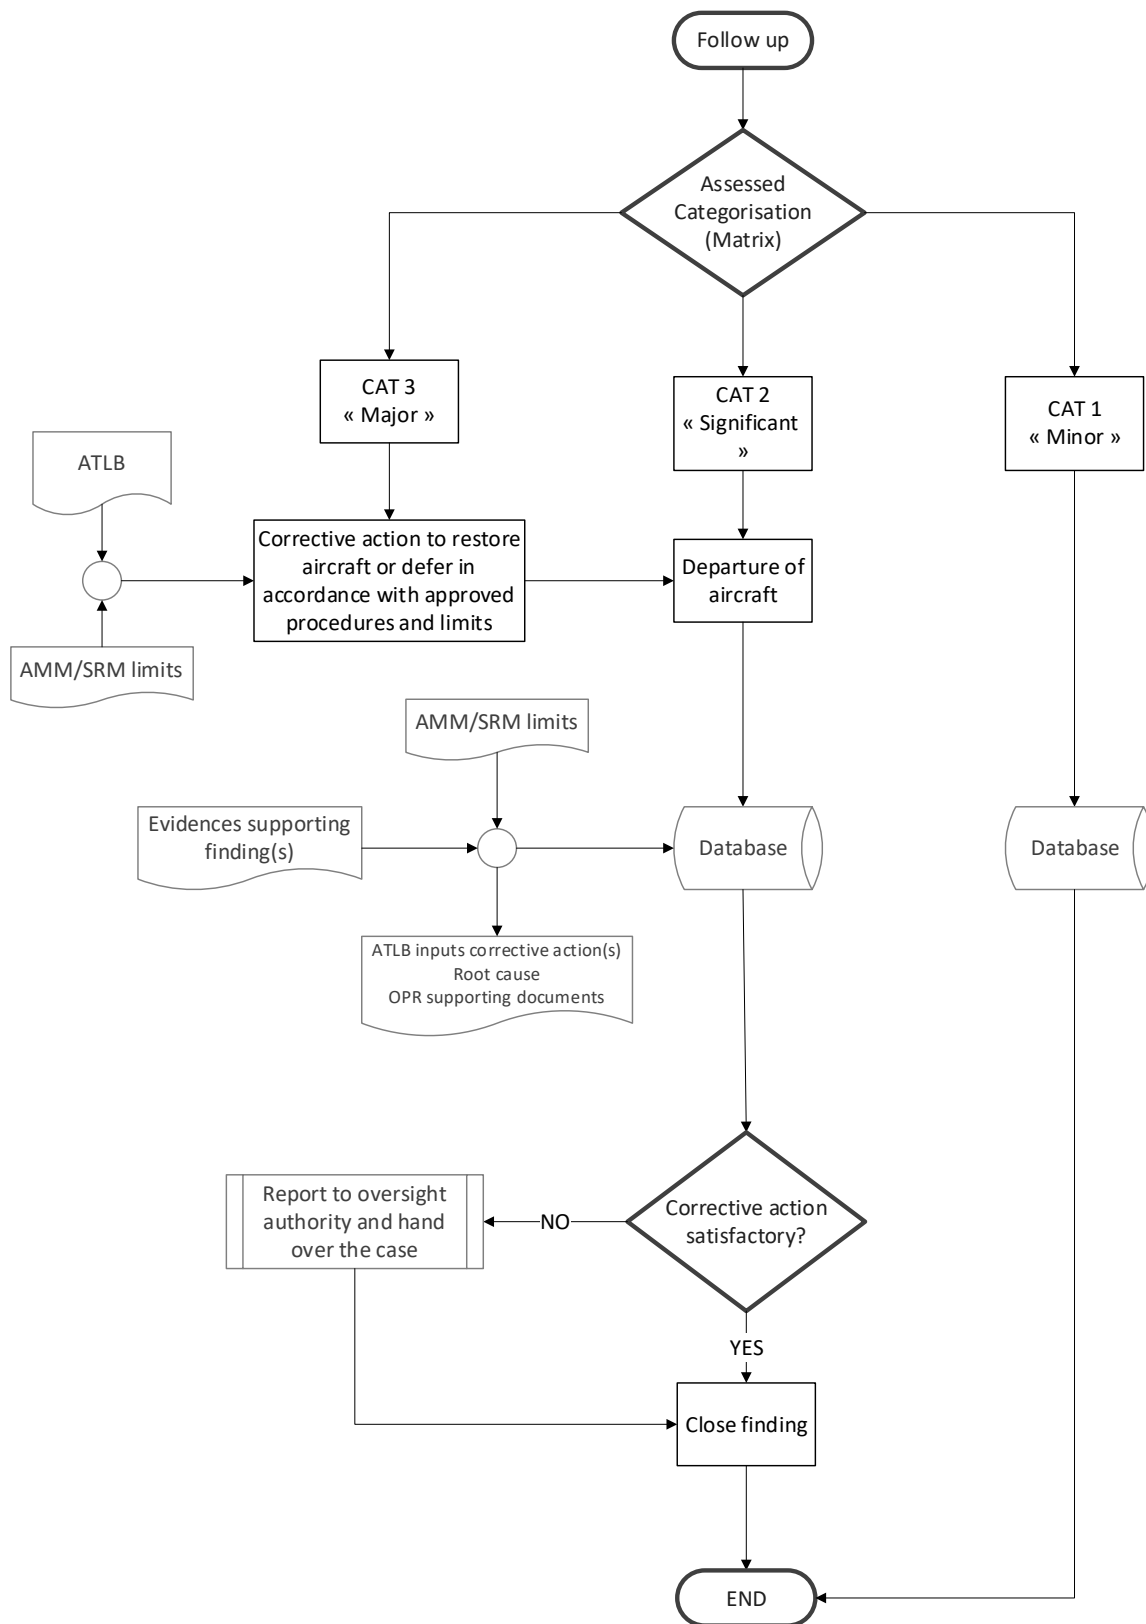 Follow up
Assessed
Categorisation
(Matrix)
CAT 3
« Major »
CAT 2
« Significant
»
CAT 1
« Minor »
ATLB
Corrective action to restore
aircraft or defer in
accordance with approved
procedures and limits
Departure of
aircraft
AMM/SRM limits
AMM/SRM limits
Evidences supporting
finding(s)
Database
Database
ATLB inputs corrective action(s)
Root cause
OPR supporting documents
Report to oversight
authority and hand
over the case
NO
Corrective action
satisfactory?
YES
Close finding
END